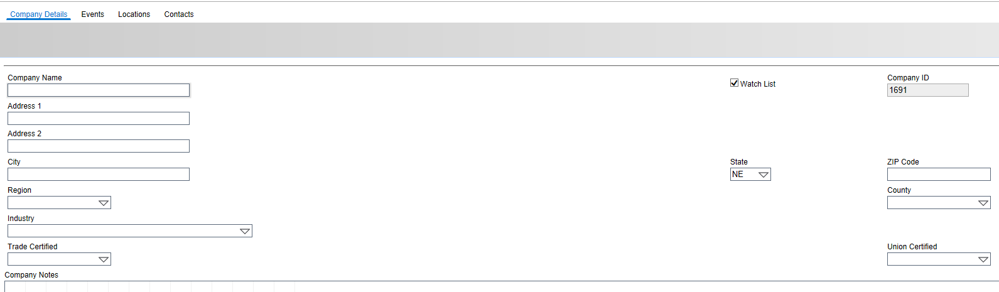 Company Details Events Locations Contacts
Company Name
Watch List
Company ID
1691
Address 1
Address 2
City
State
NE
ZIP Code
Region
County
Industry
Trade Certified
Union Certified
Company Notes